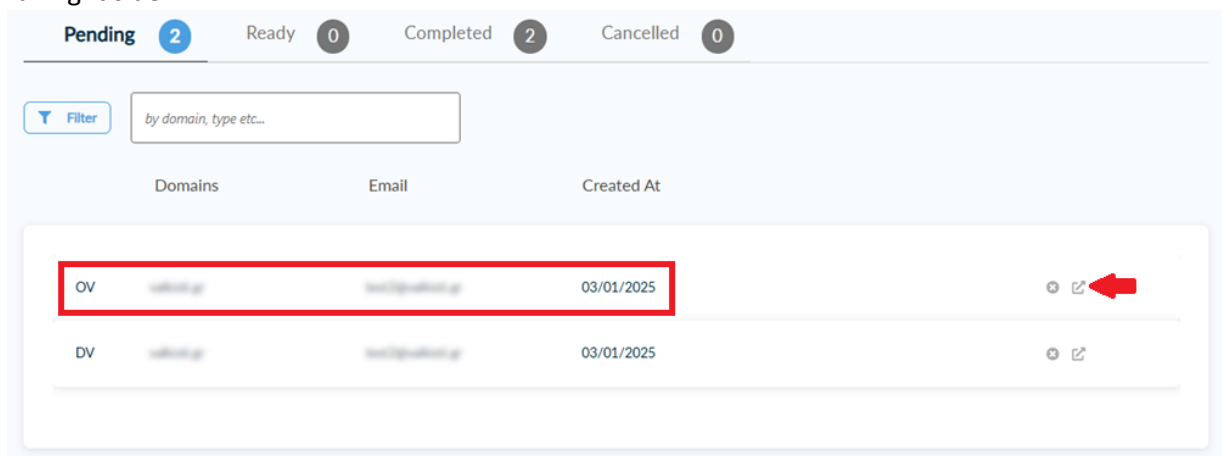 Pending 2 Ready 0 Completed 2 Cancelled 0
Filter by domain, type etc...
Domains Email Created At
OV 03/01/2025
DV 03/01/2025